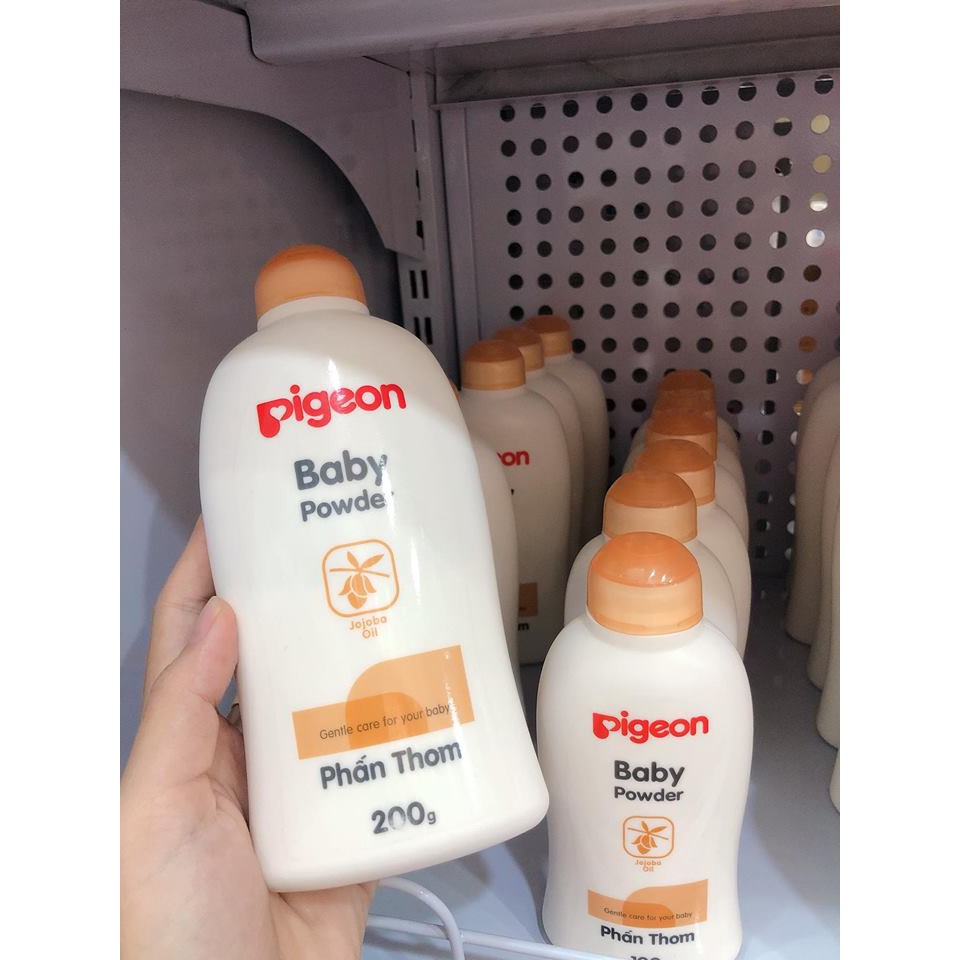 pigeon
Baby
Powder
Jojoba
Oil
Gentle care for your baby
Phấn Thơm
200g
on
m
pigeon
Baby
Powder
Jojoba
Oil
Gentle care for your baby
Phấn Thơm